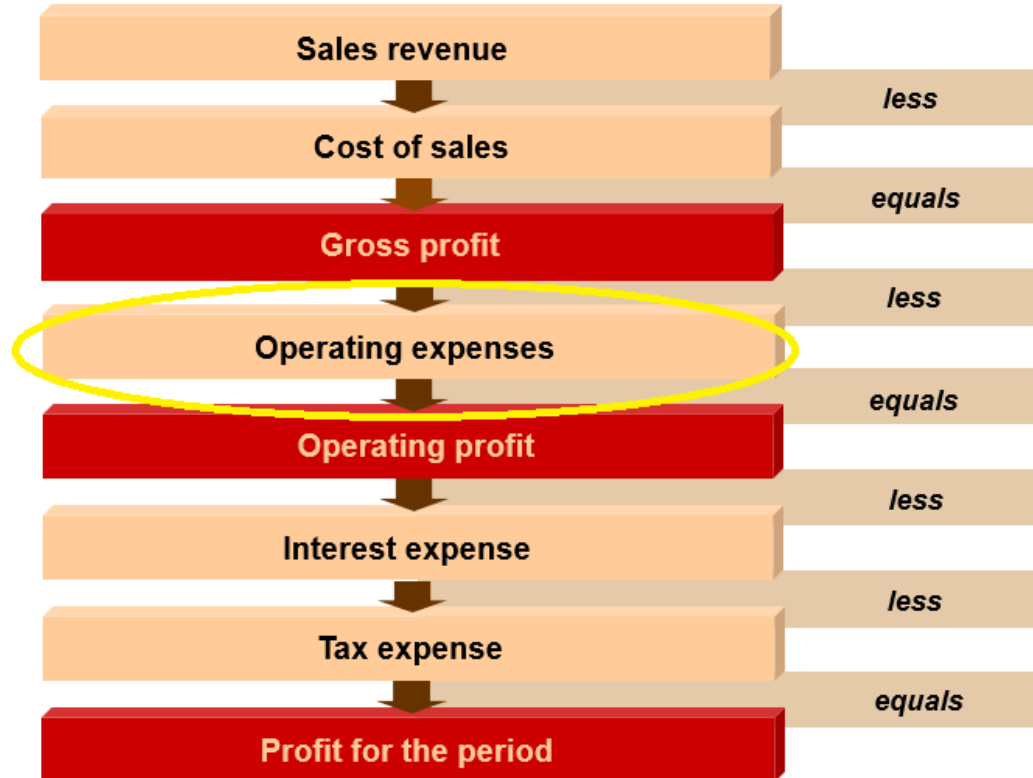 Sales revenue
less
Cost of sales
equals
Gross profit
less
Operating expenses
equals
Operating profit
less
Interest expense
less
Tax expense
equals
Profit for the period